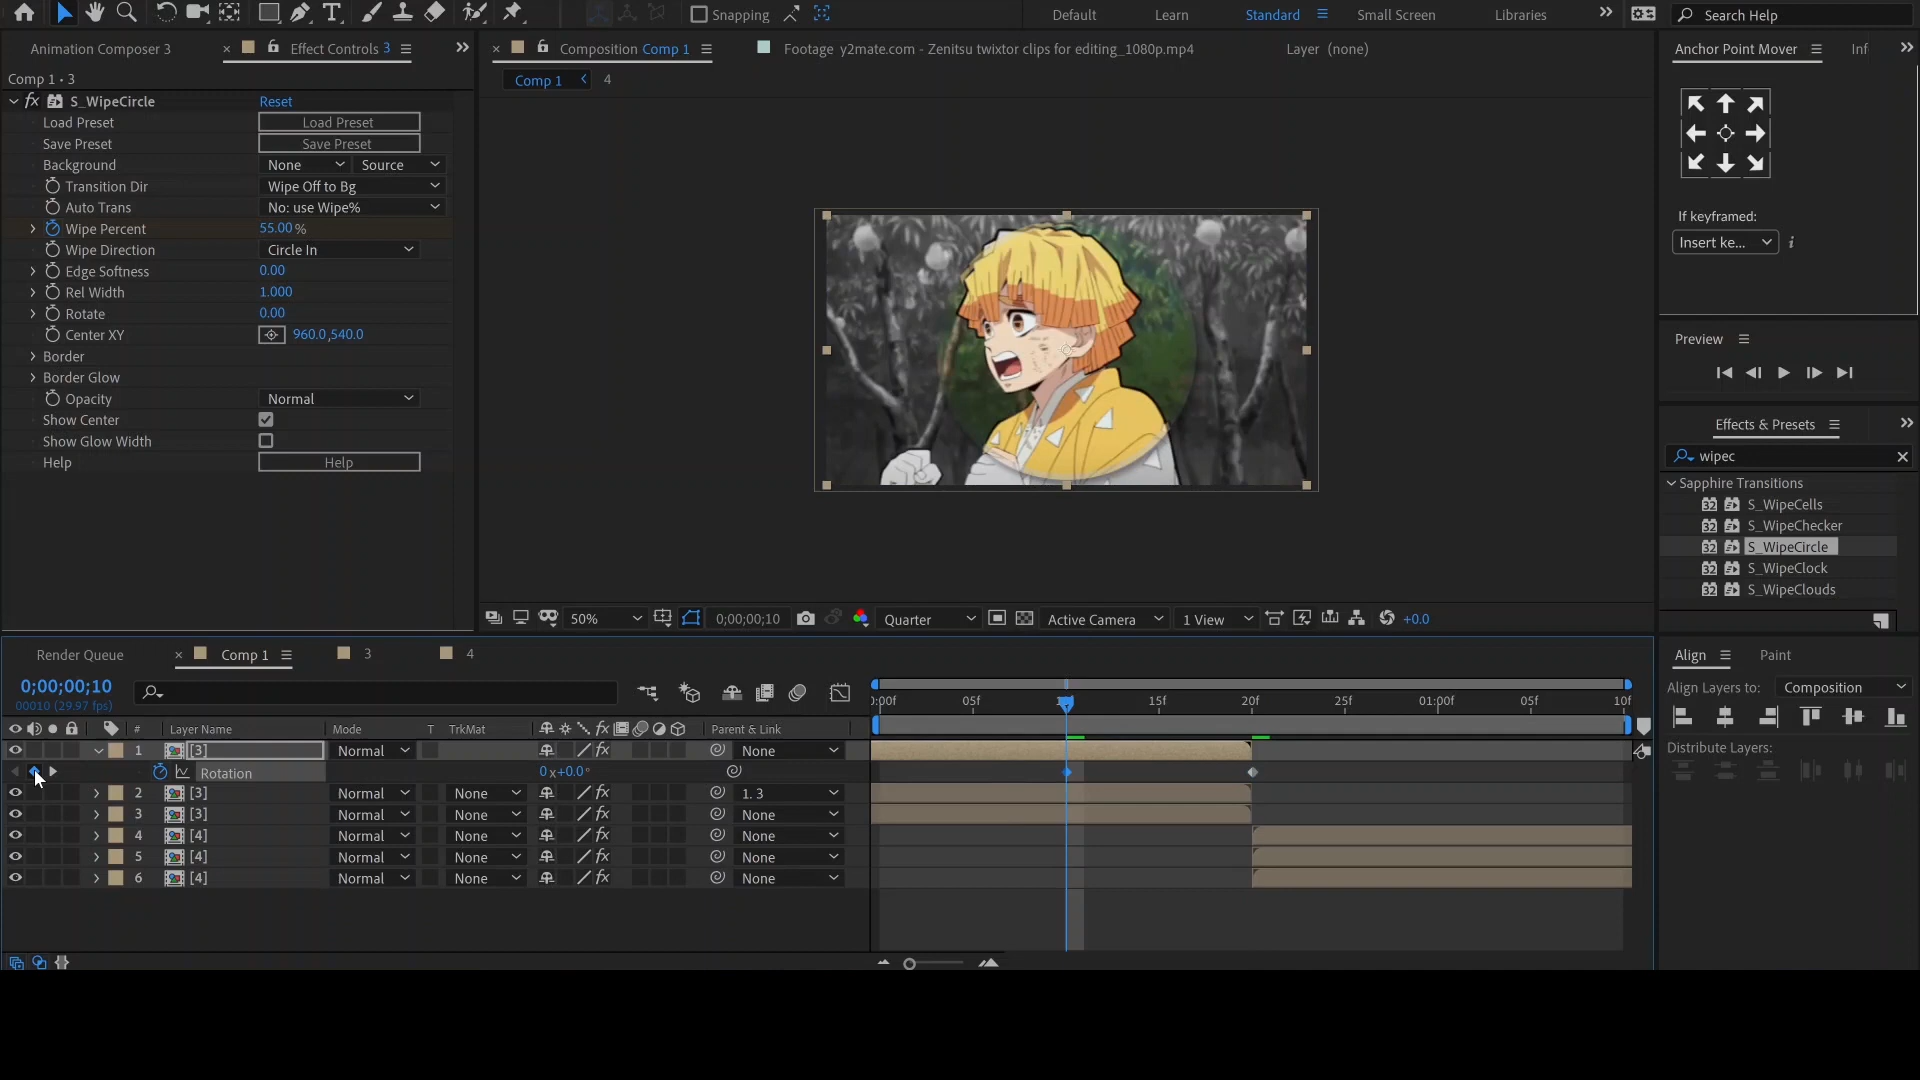 Snapping
Default
Learn
Standard
Small Screen
Libraries
Search Help
Animation Composer 3
Effect Controls 3
Composition Comp 1
Footage y2mate.com - Zenitsu twixtor clips for editing_1080p.mp4
Layer (none)
Anchor Point Mover
Inf
Comp 1 • 3
Comp 1
4
S_WipeCircle
Reset
Load Preset
Load Preset
Save Preset
Save Preset
Background
None
Source
Transition Dir
Wipe Off to Bg
Auto Trans
No: use Wipe%
Wipe Percent
55.00 %
Wipe Direction
Circle In
Edge Softness
0.00
Rel Width
1.000
Rotate
0.00
Center XY
960.0,540.0
Border
Border Glow
Opacity
Normal
Show Center
Show Glow Width
Help
Help
If keyframed:
Insert ke...
Preview
Effects & Presets
wipec
Sapphire Transitions
S_WipeCells
S_WipeChecker
S_WipeCircle
S_WipeClock
S_WipeClouds
50%
0;00;00;10
Quarter
Active Camera
1 View
+0.0
Render Queue
Comp 1
3
4
Align
Paint
Align Layers to:
Composition
Distribute Layers:
0;00;00;10
00010 (29.97 fps)
05f
15f
20f
25f
01:00f
05f
10f
#
Layer Name
Mode
T
TrkMat
Parent & Link
1 [3] Normal None
Rotation 0x+0.0°
2 [3] Normal None 1. 3
3 [3] Normal None None
4 [4] Normal None None
5 [4] Normal None None
6 [4] Normal None None